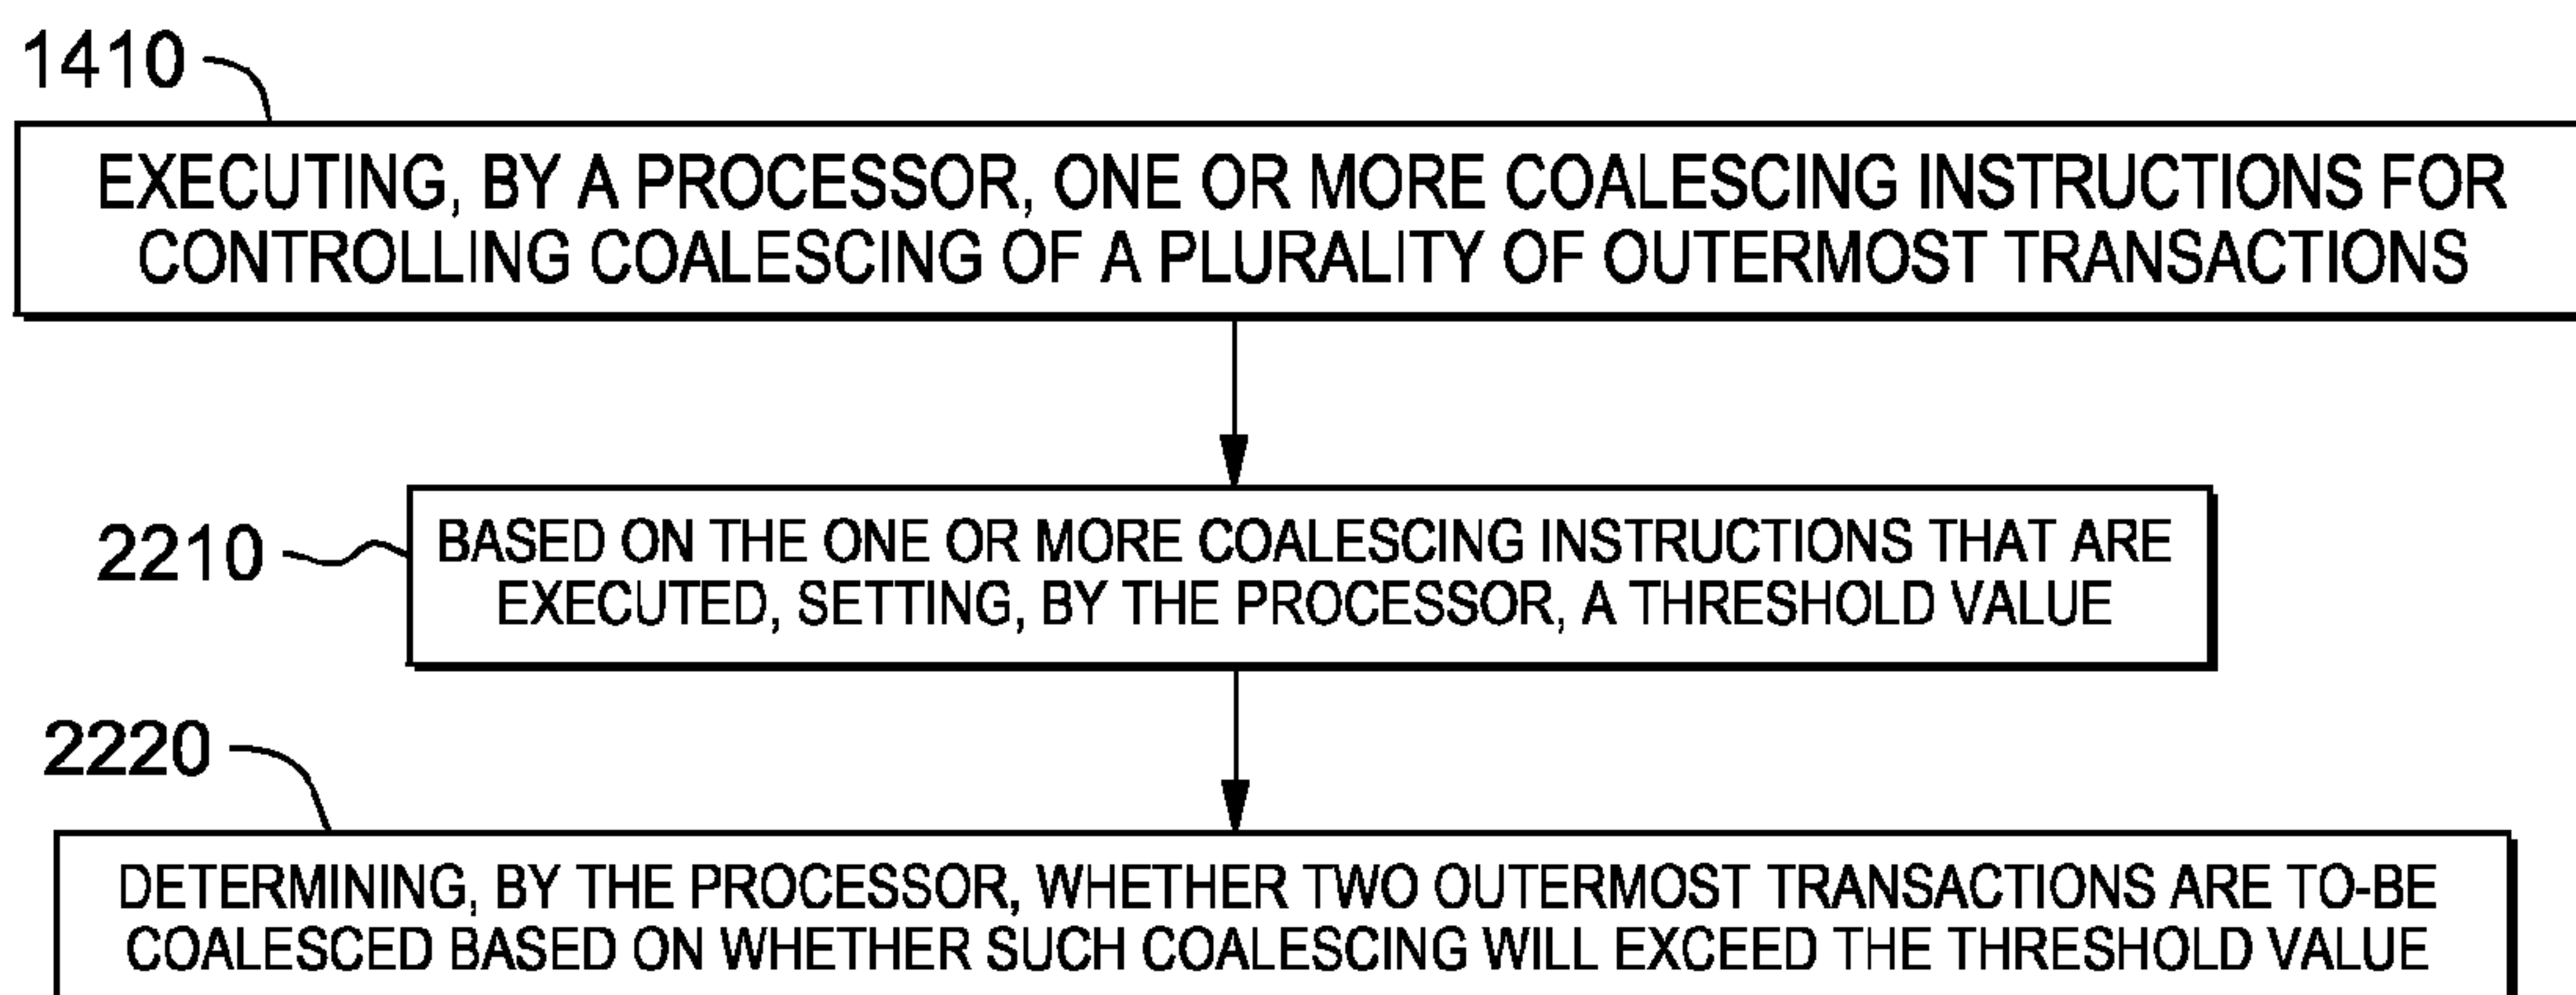 1410
EXECUTING, BY A PROCESSOR, ONE OR MORE COALESCING INSTRUCTIONS FOR
CONTROLLING COALESCING OF A PLURALITY OF OUTERMOST TRANSACTIONS
2210
BASED ON THE ONE OR MORE COALESCING INSTRUCTIONS THAT ARE
EXECUTED, SETTING, BY THE PROCESSOR, A THRESHOLD VALUE
2220
DETERMINING, BY THE PROCESSOR, WHETHER TWO OUTERMOST TRANSACTIONS ARE TO-BE
COALESCED BASED ON WHETHER SUCH COALESCING WILL EXCEED THE THRESHOLD VALUE